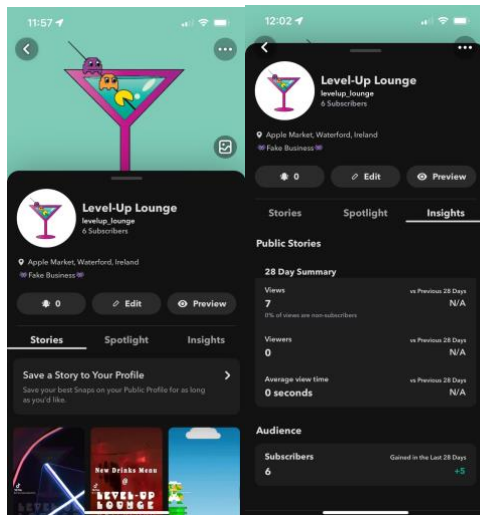 11:57
Level-Up Lounge
levelup_lounge
6 Subscribers
Apple Market, Waterford, Ireland
Fake Business
0
Edit
Preview
Stories
Spotlight
Insights
Save a Story to Your Profile
Save your best Snaps on your Public Profile for as long
as you'd like.
LEVEL-UP
LOUNGE
New Drinks Menu
@
LEVEL-UP
LOUNGE
12:02
Level-Up Lounge
levelup_lounge
6 Subscribers
Apple Market, Waterford, Ireland
Fake Business
0
Edit
Preview
Stories
Spotlight
Insights
Public Stories
28 Day Summary
Views
vs Previous 28 Days
7
N/A
0% of views are non-subscribers
Viewers
vs Previous 28 Days
0
N/A
Average view time
vs Previous 28 Days
0 seconds
N/A
Audience
Subscribers
Gained in the Last 28 Days
6
+5